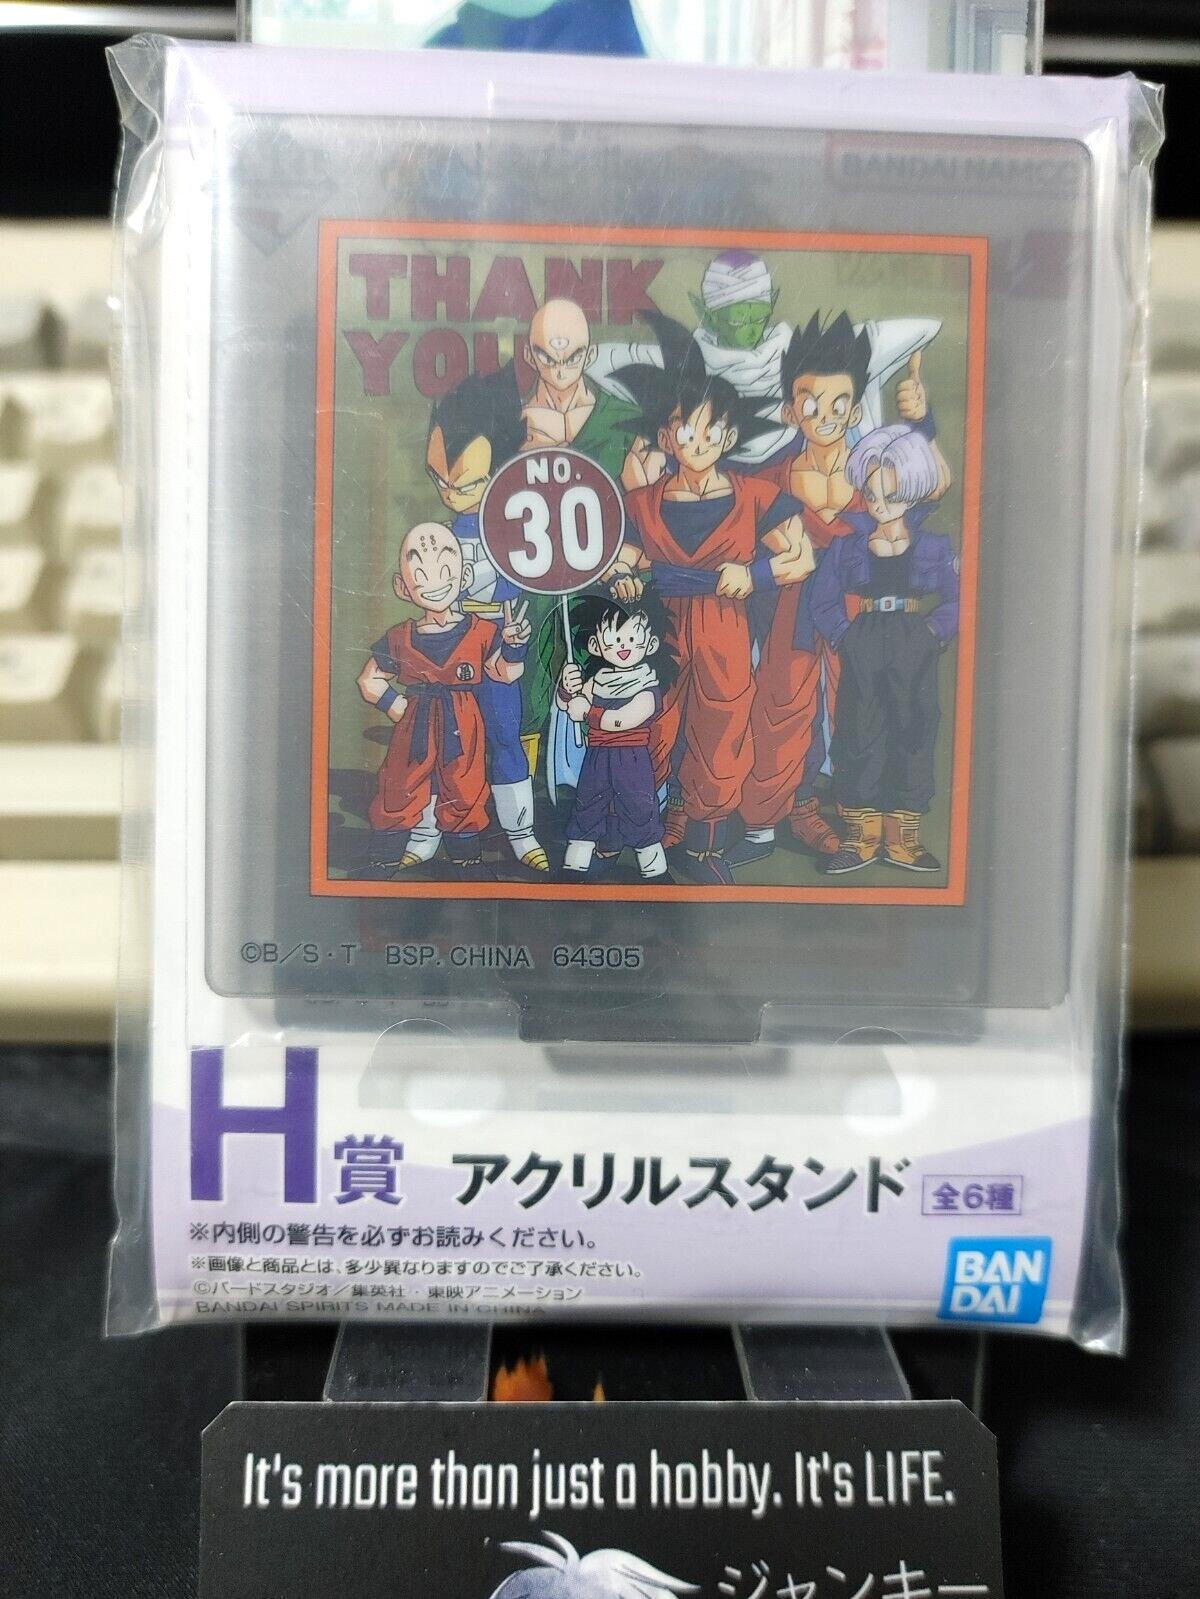 BANDAI NAMCO
THANK
YOU
NO.
30
©B／S・T BSP. CHINA 64305
H賞 アクリルスタンド 全6種
※内側の警告を必ずお読みください。
※画像と商品とは、多少異なりますのでご了承ください。
©バードスタジオ／集英社・東映アニメーション
BANDAI SPIRITS MADE IN CHINA
BAN
DAI
It's more than just a hobby. It's LIFE.
ジャンキー